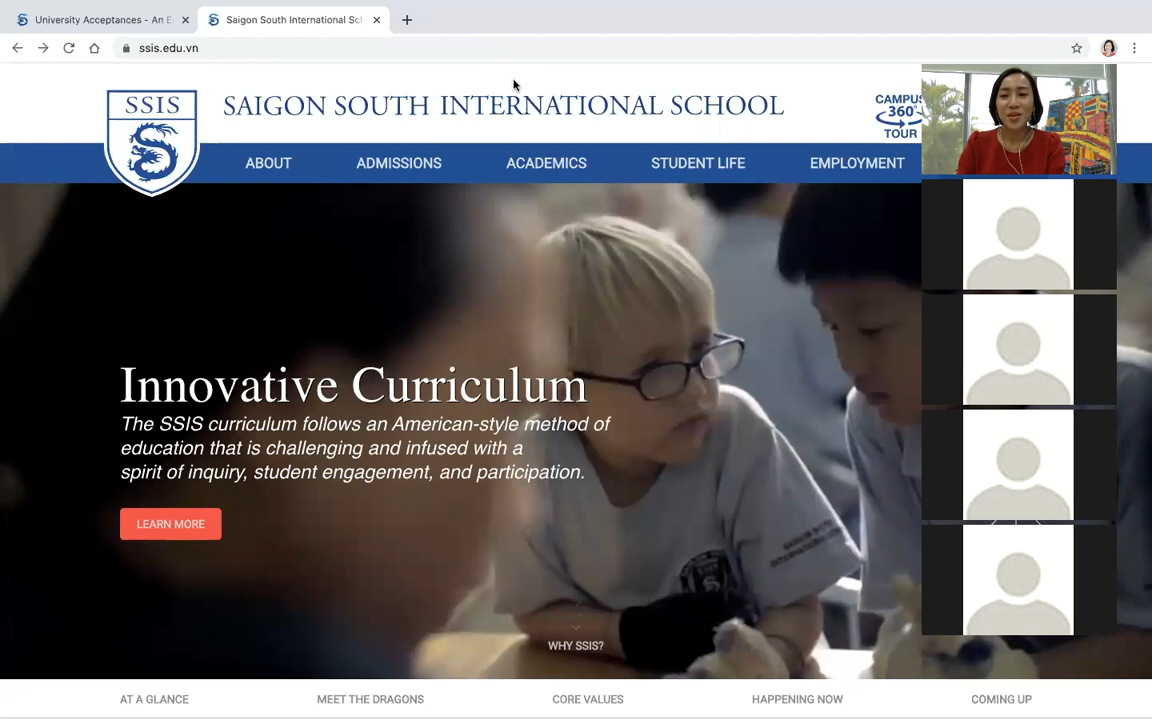 University Acceptances - An E
Saigon South International Scl
ssis.edu.vn
SSIS
SAIGON SOUTH INTERNATIONAL SCHOOL
CAMPUS
360°
TOUR
ABOUT
ADMISSIONS
ACADEMICS
STUDENT LIFE
EMPLOYMENT
Innovative Curriculum
The SSIS curriculum follows an American-style method of
education that is challenging and infused with a
spirit of inquiry, student engagement, and participation.
LEARN MORE
WHY SSIS?
AT A GLANCE
MEET THE DRAGONS
CORE VALUES
HAPPENING NOW
COMING UP